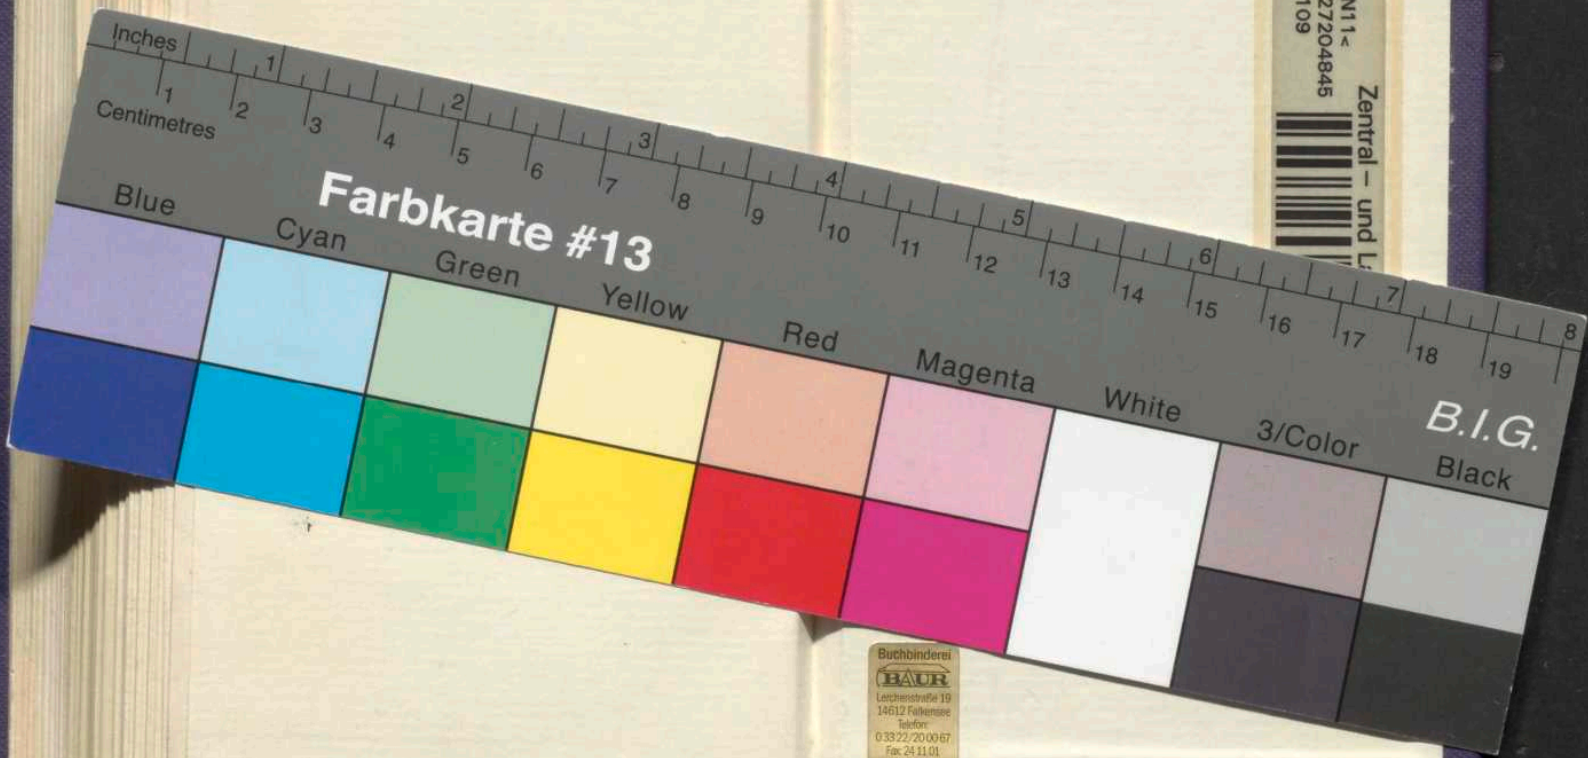 Inches 1 2 3 4 5 6 7 8
1 2 3 4 5 6 7 8 9 10 11 12 13 14 15 16 17 18 19
Centimetres
Farbkarte #13
B.I.G.
Blue Cyan Green Yellow Red Magenta White 3/Color Black
N11<
27204845
109
Zentral – und
Buchbinderei
BAUR
Lerchenstraße 19
14612 Falkensee
Telefon:
0 33 22/20 00 67
Fax: 24 11 01